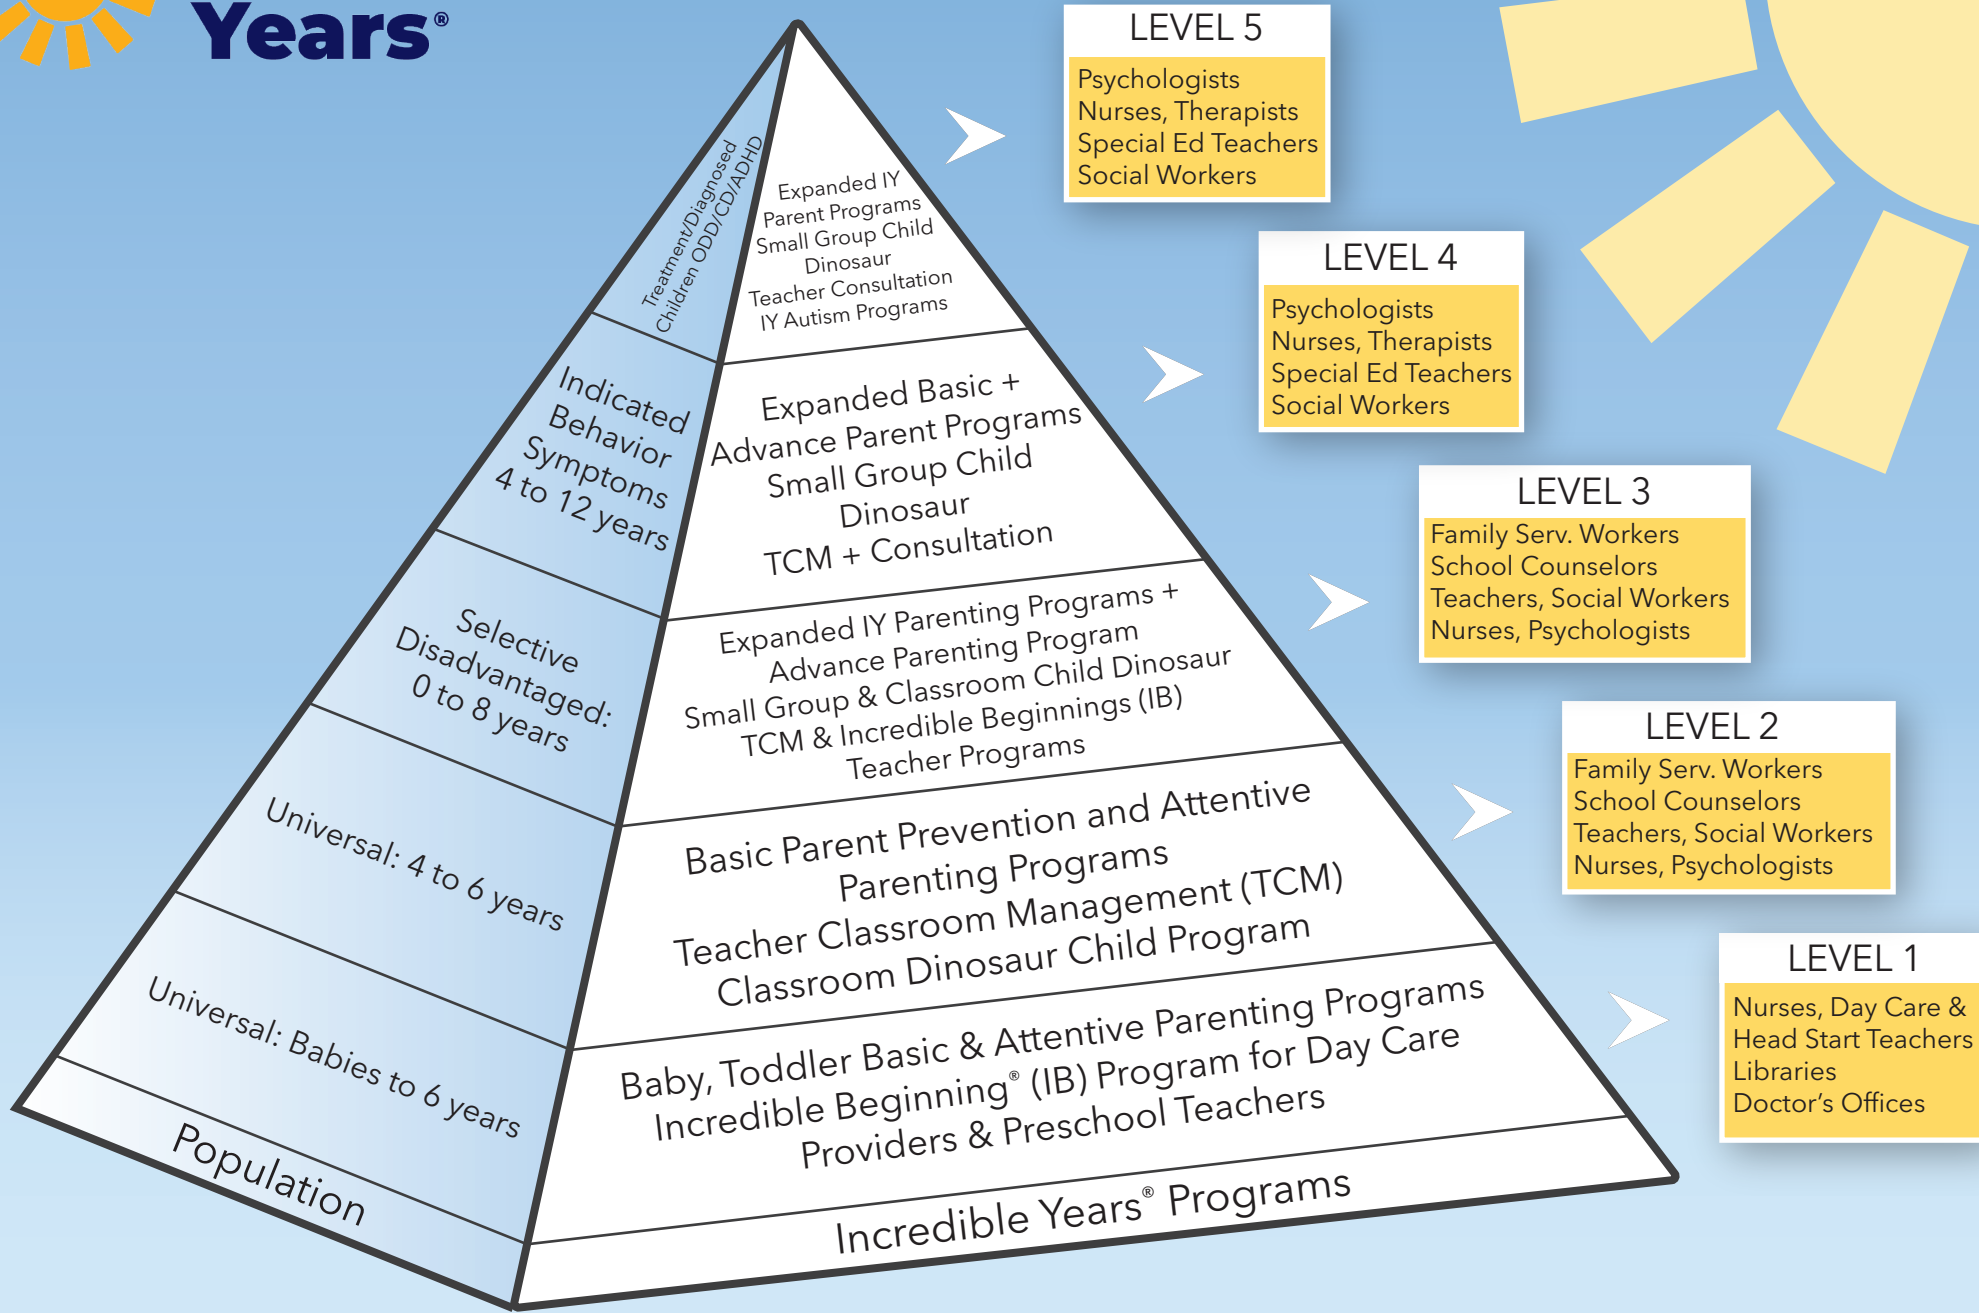 Years®
LEVEL 5
Psychologists
Nurses, Therapists
Special Ed Teachers
Social Workers
LEVEL 4
Psychologists
Nurses, Therapists
Special Ed Teachers
Social Workers
LEVEL 3
Family Serv. Workers
School Counselors
Teachers, Social Workers
Nurses, Psychologists
LEVEL 2
Family Serv. Workers
School Counselors
Teachers, Social Workers
Nurses, Psychologists
LEVEL 1
Nurses, Day Care &
Head Start Teachers
Libraries
Doctor's Offices
Treatment/Diagnosed
Children ODD/CD/ADHD
Indicated
Behavior
Symptoms
4 to 12 years
Selective
Disadvantaged:
0 to 8 years
Universal: 4 to 6 years
Universal: Babies to 6 years
Population
Expanded IY
Parent Programs
Small Group Child
Dinosaur
Teacher Consultation
IY Autism Programs
Expanded Basic +
Advance Parent Programs
Small Group Child
Dinosaur
TCM + Consultation
Expanded IY Parenting Programs +
Advance Parenting Program
Small Group & Classroom Child Dinosaur
TCM & Incredible Beginnings (IB)
Teacher Programs
Basic Parent Prevention and Attentive
Parenting Programs
Teacher Classroom Management (TCM)
Classroom Dinosaur Child Program
Baby, Toddler Basic & Attentive Parenting Programs
Incredible Beginning® (IB) Program for Day Care
Providers & Preschool Teachers
Incredible Years® Programs